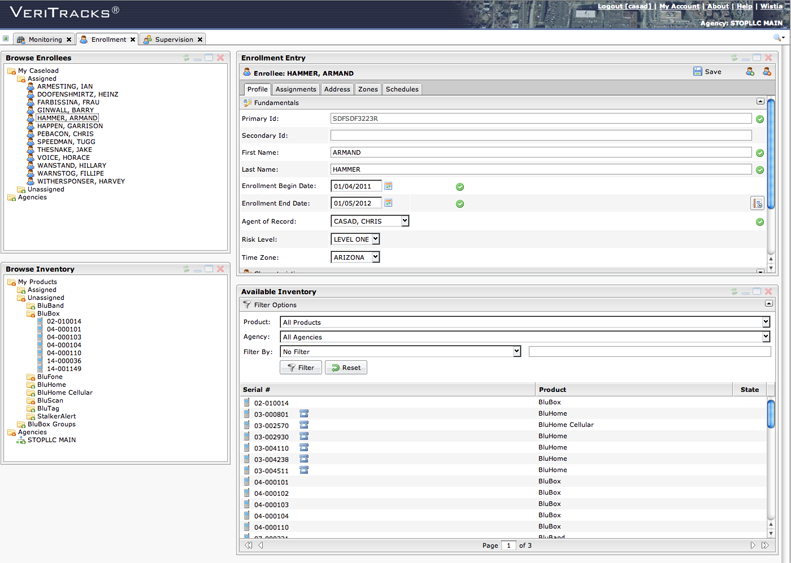 VERITRACKS®
Logout [casad] | My Account | About | Help | Wistia
Agency: STOPLLC MAIN
Monitoring
Enrollment
Supervision
Browse Enrollees
My Caseload
Assigned
ARMESTING, IAN
DOOFENSHMIRTZ, HEINZ
FARBISSINA, FRAU
GINWALL, BARRY
HAMMER, ARMAND
HAPPEN, GARRISON
PEBACON, CHRIS
SPEEDMAN, TUGG
THESNAKE, JAKE
VOICE, HORACE
WANSTAND, HILLARY
WARNSTOG, FILLIPE
WITHERSPONSER, HARVEY
Unassigned
Agencies
Browse Inventory
My Products
Assigned
Unassigned
BluBand
BluBox
02-010014
04-000101
04-000103
04-000104
04-000110
14-000036
14-001149
BluFone
BluHome
BluHome Cellular
BluScan
BluTag
StalkerAlert
BluBox Groups
Agencies
STOPLLC MAIN
Enrollment Entry
Enrollee: HAMMER, ARMAND
Save
Profile Assignments Address Zones Schedules
Fundamentals
Primary Id: SDFSDF3223R
Secondary Id:
First Name: ARMAND
Last Name: HAMMER
Enrollment Begin Date: 01/04/2011
Enrollment End Date: 01/05/2012
Agent of Record: CASAD, CHRIS
Risk Level: LEVEL ONE
Time Zone: ARIZONA
Available Inventory
Filter Options
Product: All Products
Agency: All Agencies
Filter By: No Filter
Filter Reset
Serial # Product State
02-010014 BluBox
03-000801 BluHome
03-002570 BluHome Cellular
03-002930 BluHome
03-004110 BluHome
03-004238 BluHome
03-004511 BluHome
04-000101 BluBox
04-000102 BluBox
04-000103 BluBox
04-000104 BluBox
04-000110 BluBox
BluBand
Page 1 of 3